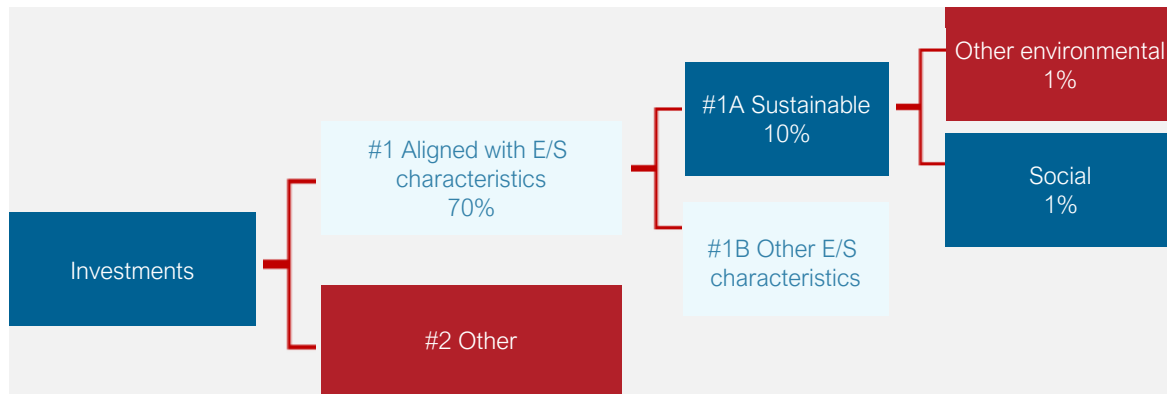 Investments
#1 Aligned with E/S
characteristics
70%
#2 Other
#1A Sustainable
10%
#1B Other E/S
characteristics
Other environmental
1%
Social
1%